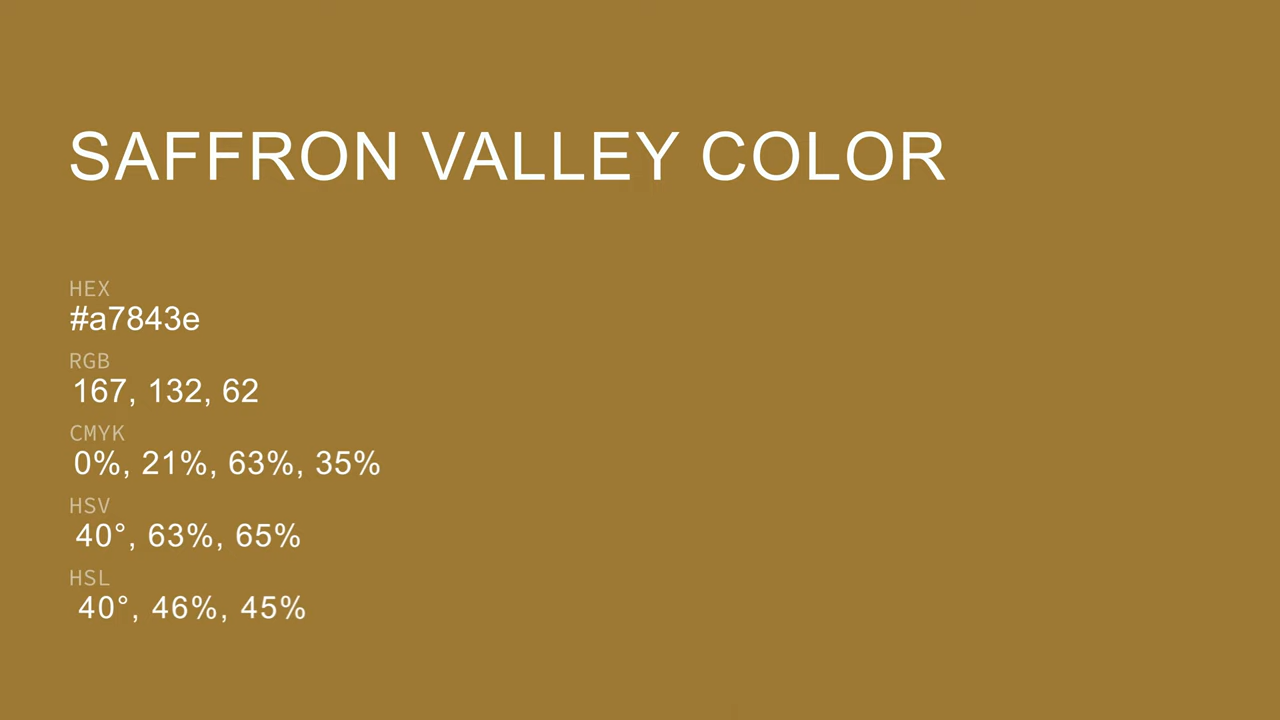 SAFFRON VALLEY COLOR
HEX
#a7843e
RGB
167, 132, 62
CMYK
0%, 21%, 63%, 35%
HSV
40°, 63%, 65%
HSL
40°, 46%, 45%